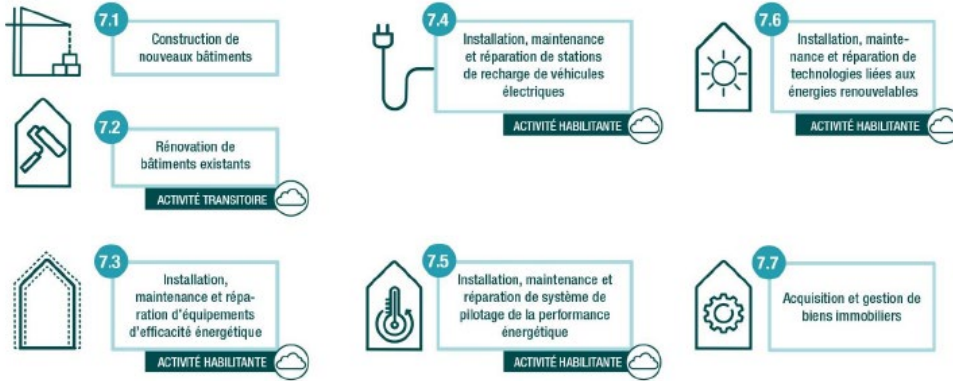 7.1
Construction de
nouveaux bâtiments
7.2
Rénovation de
bâtiments existants
ACTIVITÉ TRANSITOIRE
7.3
Installation,
maintenance et répa-
ration d'équipements
d'efficacité énergétique
ACTIVITÉ HABILITANTE
7.4
Installation, maintenance
et réparation de stations
de recharge de véhicules
électriques
ACTIVITÉ HABILITANTE
7.5
Installation, maintenance et
réparation de système de
pilotage de la performance
énergétique
ACTIVITÉ HABILITANTE
7.6
Installation, mainte-
nance et réparation de
technologies liées aux
énergies renouvelables
ACTIVITÉ HABILITANTE
7.7
Acquisition et gestion de
biens immobiliers